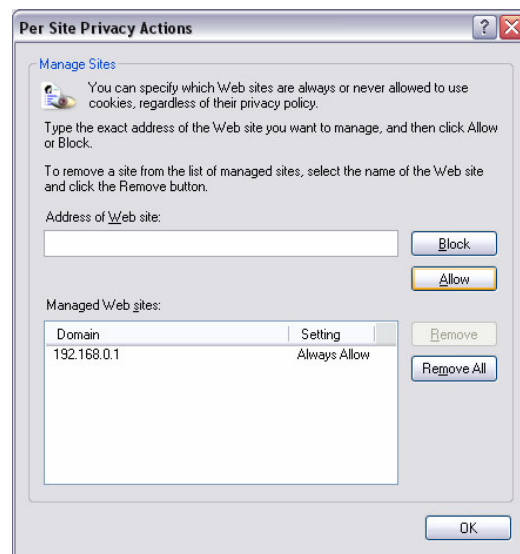 Per Site Privacy Actions
Manage Sites
You can specify which Web sites are always or never allowed to use
cookies, regardless of their privacy policy.
Type the exact address of the Web site you want to manage, and then click Allow
or Block.
To remove a site from the list of managed sites, select the name of the Web site
and click the Remove button.
Address of Web site:
Block
Allow
Managed Web sites:
Domain Setting
192.168.0.1 Always Allow
Remove
Remove All
OK